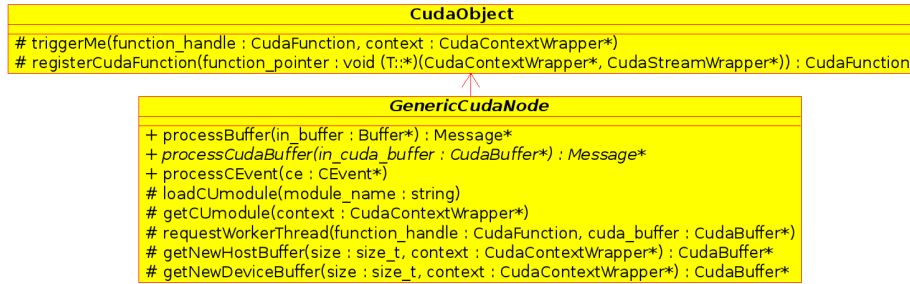 CudaObject
# triggerMe(function_handle : CudaFunction, context : CudaContextWrapper*)
# registerCudaFunction(function_pointer : void (T::*)(CudaContextWrapper*, CudaStreamWrapper*)) : CudaFunction
GenericCudaNode
+ processBuffer(in_buffer : Buffer*) : Message*
+ processCudaBuffer(in_cuda_buffer : CudaBuffer*) : Message*
+ processCEvent(ce : CEvent*)
# loadCUmodule(module_name : string)
# getCUmodule(context : CudaContextWrapper*)
# requestWorkerThread(function_handle : CudaFunction, cuda_buffer : CudaBuffer*)
# getNewHostBuffer(size : size_t, context : CudaContextWrapper*) : CudaBuffer*
# getNewDeviceBuffer(size : size_t, context : CudaContextWrapper*) : CudaBuffer*